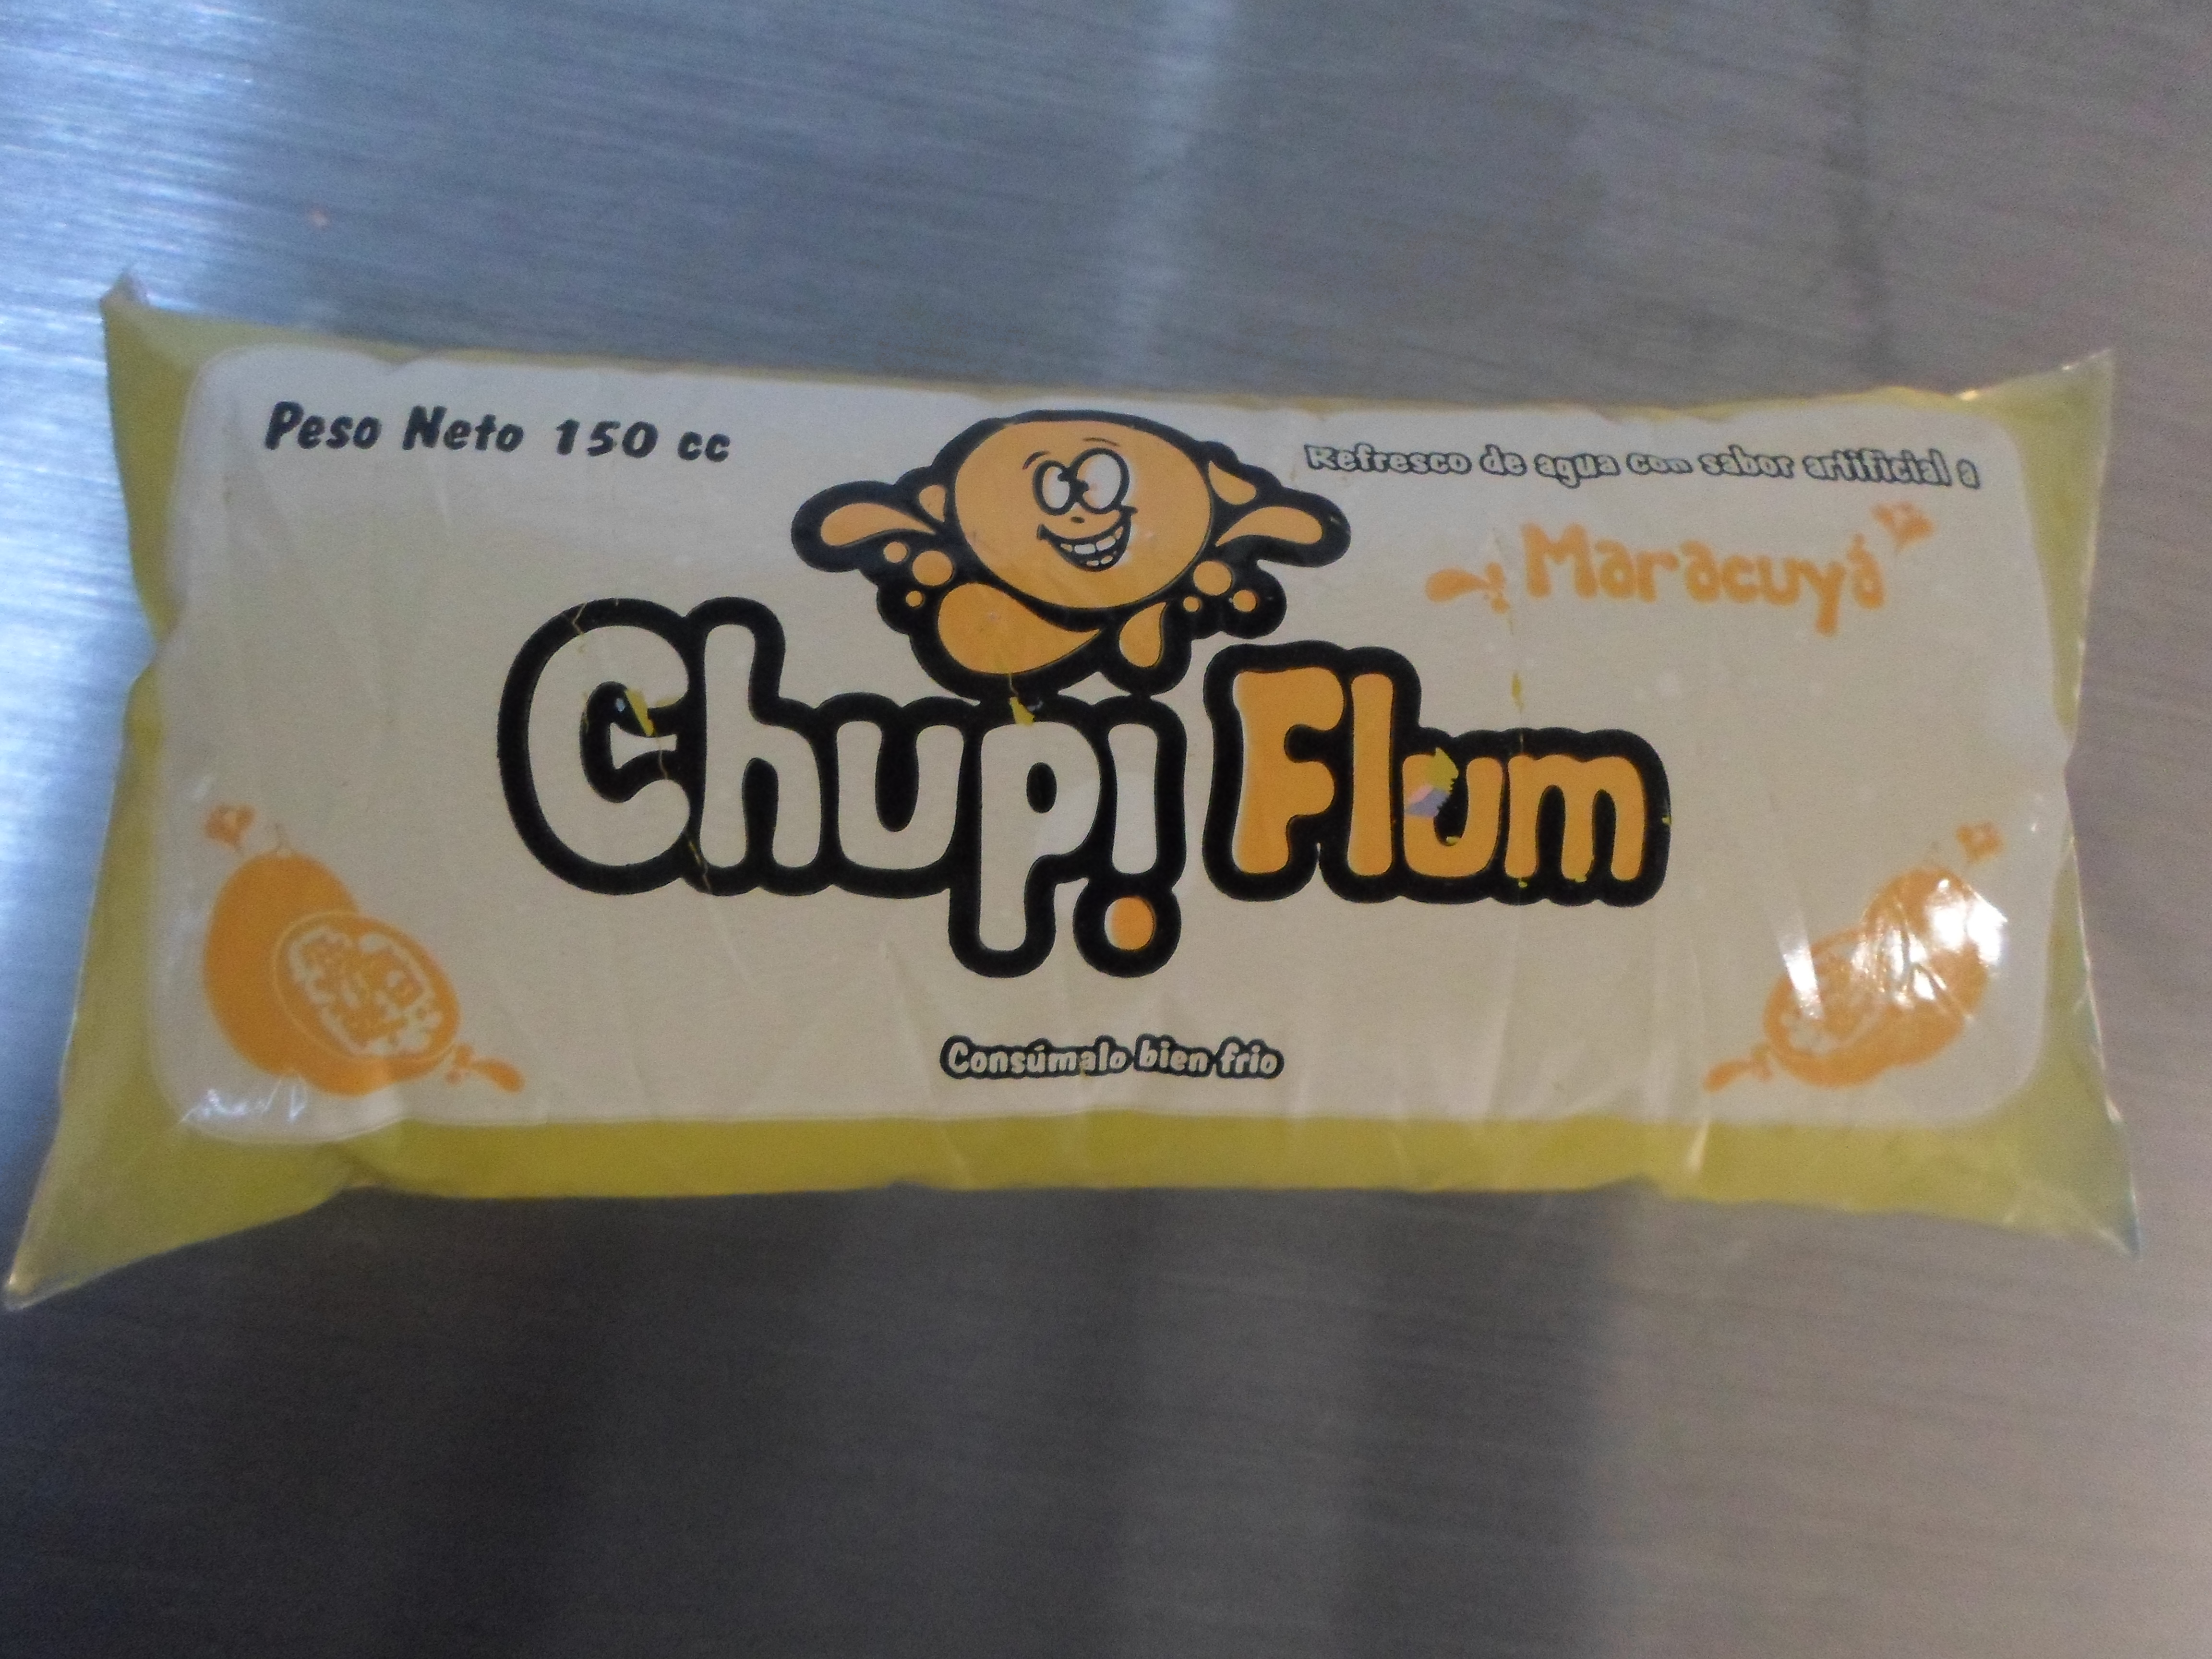 Peso Neto 150 cc
Refresco de agua con sabor artificial a
Maracuyá
Chupi Flum
Consúmalo bien frio